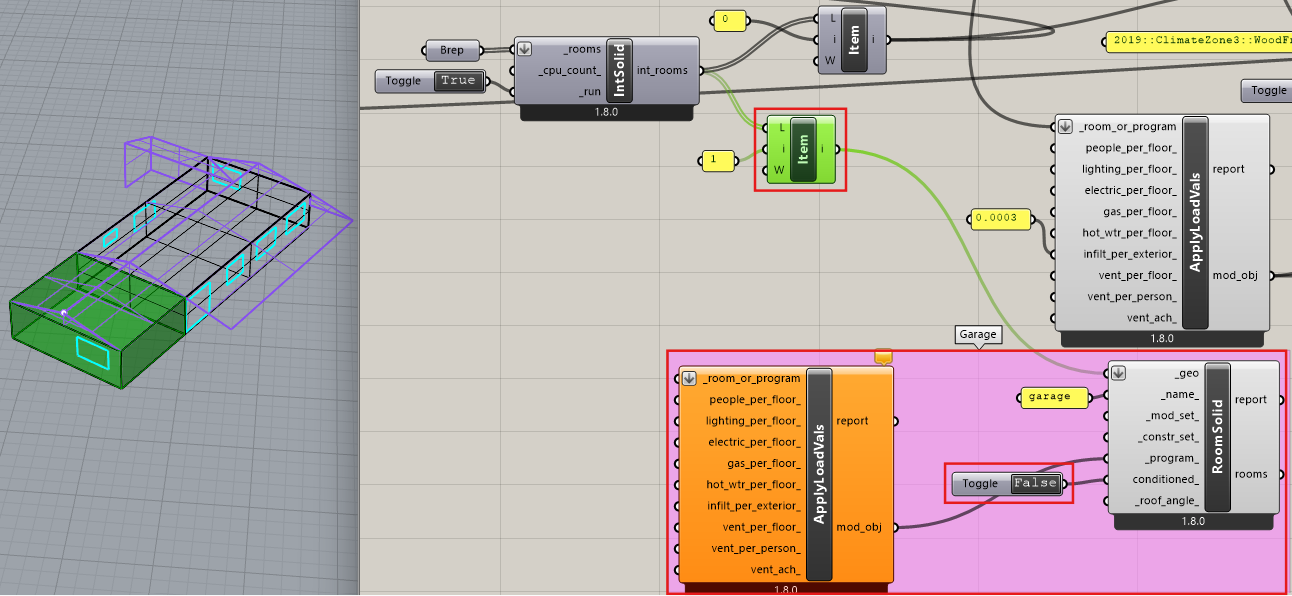 0
L
i
W
Item
i
2019::ClimateZone3::WoodFr
Brep
Toggle True
_rooms
_cpu_count_
_run
IntSolid
int_rooms
1.8.0
Toggle
L
i
W
Item
i
1
_room_or_program
people_per_floor_
lighting_per_floor_
electric_per_floor_
gas_per_floor_
hot_wtr_per_floor_
infilt_per_exterior_
vent_per_floor_
vent_per_person_
vent_ach_
ApplyLoadVals
report
mod_obj
1.8.0
0.0003
Garage
_room_or_program
people_per_floor_
lighting_per_floor_
electric_per_floor_
gas_per_floor_
hot_wtr_per_floor_
infilt_per_exterior_
vent_per_floor_
vent_per_person_
vent_ach_
ApplyLoadVals
report
mod_obj
1.8.0
garage
Toggle False
_geo
_name_
_mod_set_
_constr_set_
_program_
conditioned_
_roof_angle_
RoomSolid
report
rooms
1.8.0